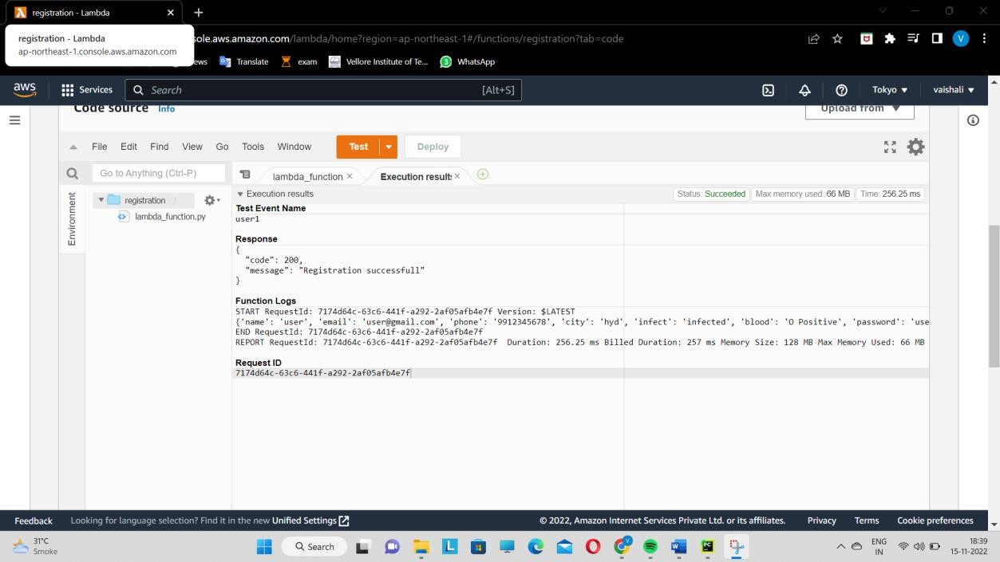 registration - Lambda
registration - Lambda
ap-northeast-1.console.aws.amazon.com
sole.aws.amazon.com/lambda/home?region=ap-northeast-1#/functions/registration?tab=code
V
ews Translate exam Vellore Institute of Te... 3 WhatsApp
aws Services Search [Alt+S] Tokyo ▼ vaishali ▼
Code source Info Upload from ▼
File Edit Find View Go Tools Window Test Deploy
Go to Anything (Ctrl-P) lambda_function × Execution result: ×
Environment
registration - /
lambda_function.py
Execution results Status: Succeeded Max memory used: 66 MB Time: 256.25 ms
Test Event Name
user1
Response
{
"code": 200,
"message": "Registration successfull"
}
Function Logs
START RequestId: 7174d64c-63c6-441f-a292-2af05afb4e7f Version: $LATEST
{'name': 'user', 'email': 'user@gmail.com', 'phone': '9912345678', 'city': 'hyd', 'infect': 'infected', 'blood': 'O Positive', 'password': 'use
END RequestId: 7174d64c-63c6-441f-a292-2af05afb4e7f
REPORT RequestId: 7174d64c-63c6-441f-a292-2af05afb4e7f Duration: 256.25 ms Billed Duration: 257 ms Memory Size: 128 MB Max Memory Used: 66 MB
Request ID
7174d64c-63c6-441f-a292-2af05afb4e7f
Feedback Looking for language selection? Find it in the new Unified Settings © 2022, Amazon Internet Services Private Ltd. or its affiliates. Privacy Terms Cookie preferences
31°C
Smoke
Search
ENG
IN
18:39
15-11-2022